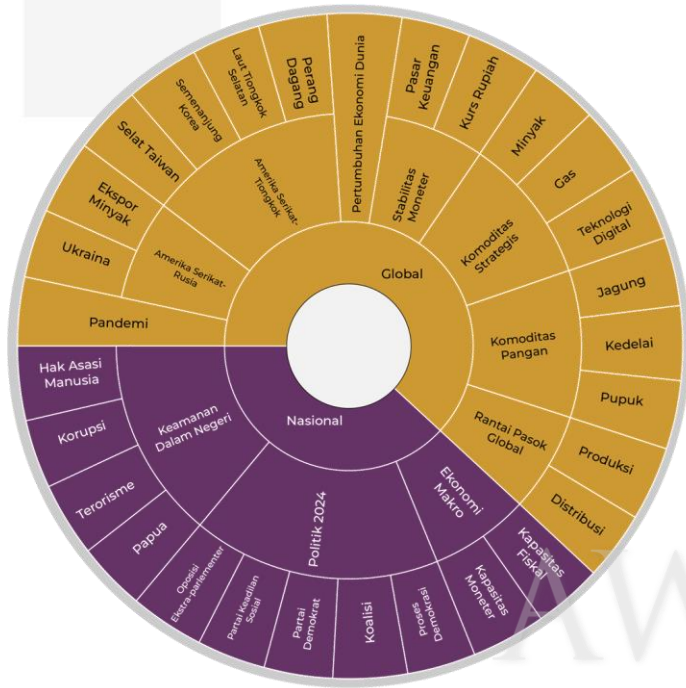 Global
Pandemi
Amerika Serikat-
Rusia
Ukraina
Ekspor
Minyak
Amerika Serikat-
Tiongkok
Selat Taiwan
Semenanjung
Korea
Laut Tiongkok
Selatan
Perang
Dagang
Pertumbuhan Ekonomi Dunia
Stabilitas
Moneter
Pasar
Keuangan
Kurs Rupiah
Komoditas
Strategis
Minyak
Gas
Teknologi
Digital
Komoditas
Pangan
Jagung
Kedelai
Pupuk
Rantai Pasok
Global
Produksi
Distribusi
Nasional
Keamanan
Dalam Negeri
Hak Asasi
Manusia
Korupsi
Terorisme
Papua
Politik 2024
Oposisi
Ekstra-parlementer
Partai Keadilan
Sosial
Partai
Demokrat
Koalisi
Proses
Demokrasi
Ekonomi
Makro
Kapasitas
Moneter
Kapasitas
Fiskal
AW